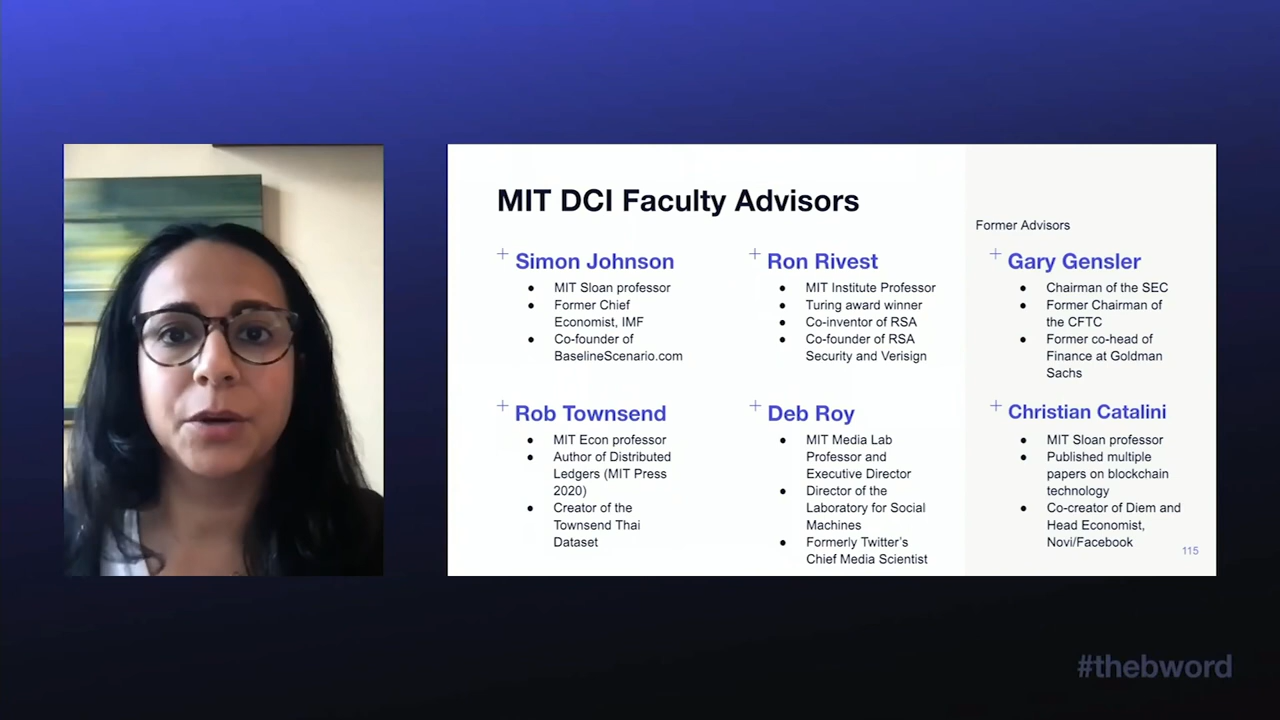 MIT DCI Faculty Advisors
Former Advisors
Simon Johnson
● MIT Sloan professor
● Former Chief
Economist, IMF
● Co-founder of
BaselineScenario.com
Ron Rivest
● MIT Institute Professor
● Turing award winner
● Co-inventor of RSA
● Co-founder of RSA
Security and Verisign
Gary Gensler
● Chairman of the SEC
● Former Chairman of
the CFTC
● Former co-head of
Finance at Goldman
Sachs
Rob Townsend
● MIT Econ professor
● Author of Distributed
Ledgers (MIT Press
2020)
● Creator of the
Townsend Thai
Dataset
Deb Roy
● MIT Media Lab
Professor and
Executive Director
● Director of the
Laboratory for Social
Machines
● Formerly Twitter's
Chief Media Scientist
Christian Catalini
● MIT Sloan professor
● Published multiple
papers on blockchain
technology
● Co-creator of Diem and
Head Economist,
Novi/Facebook
115
#thebword